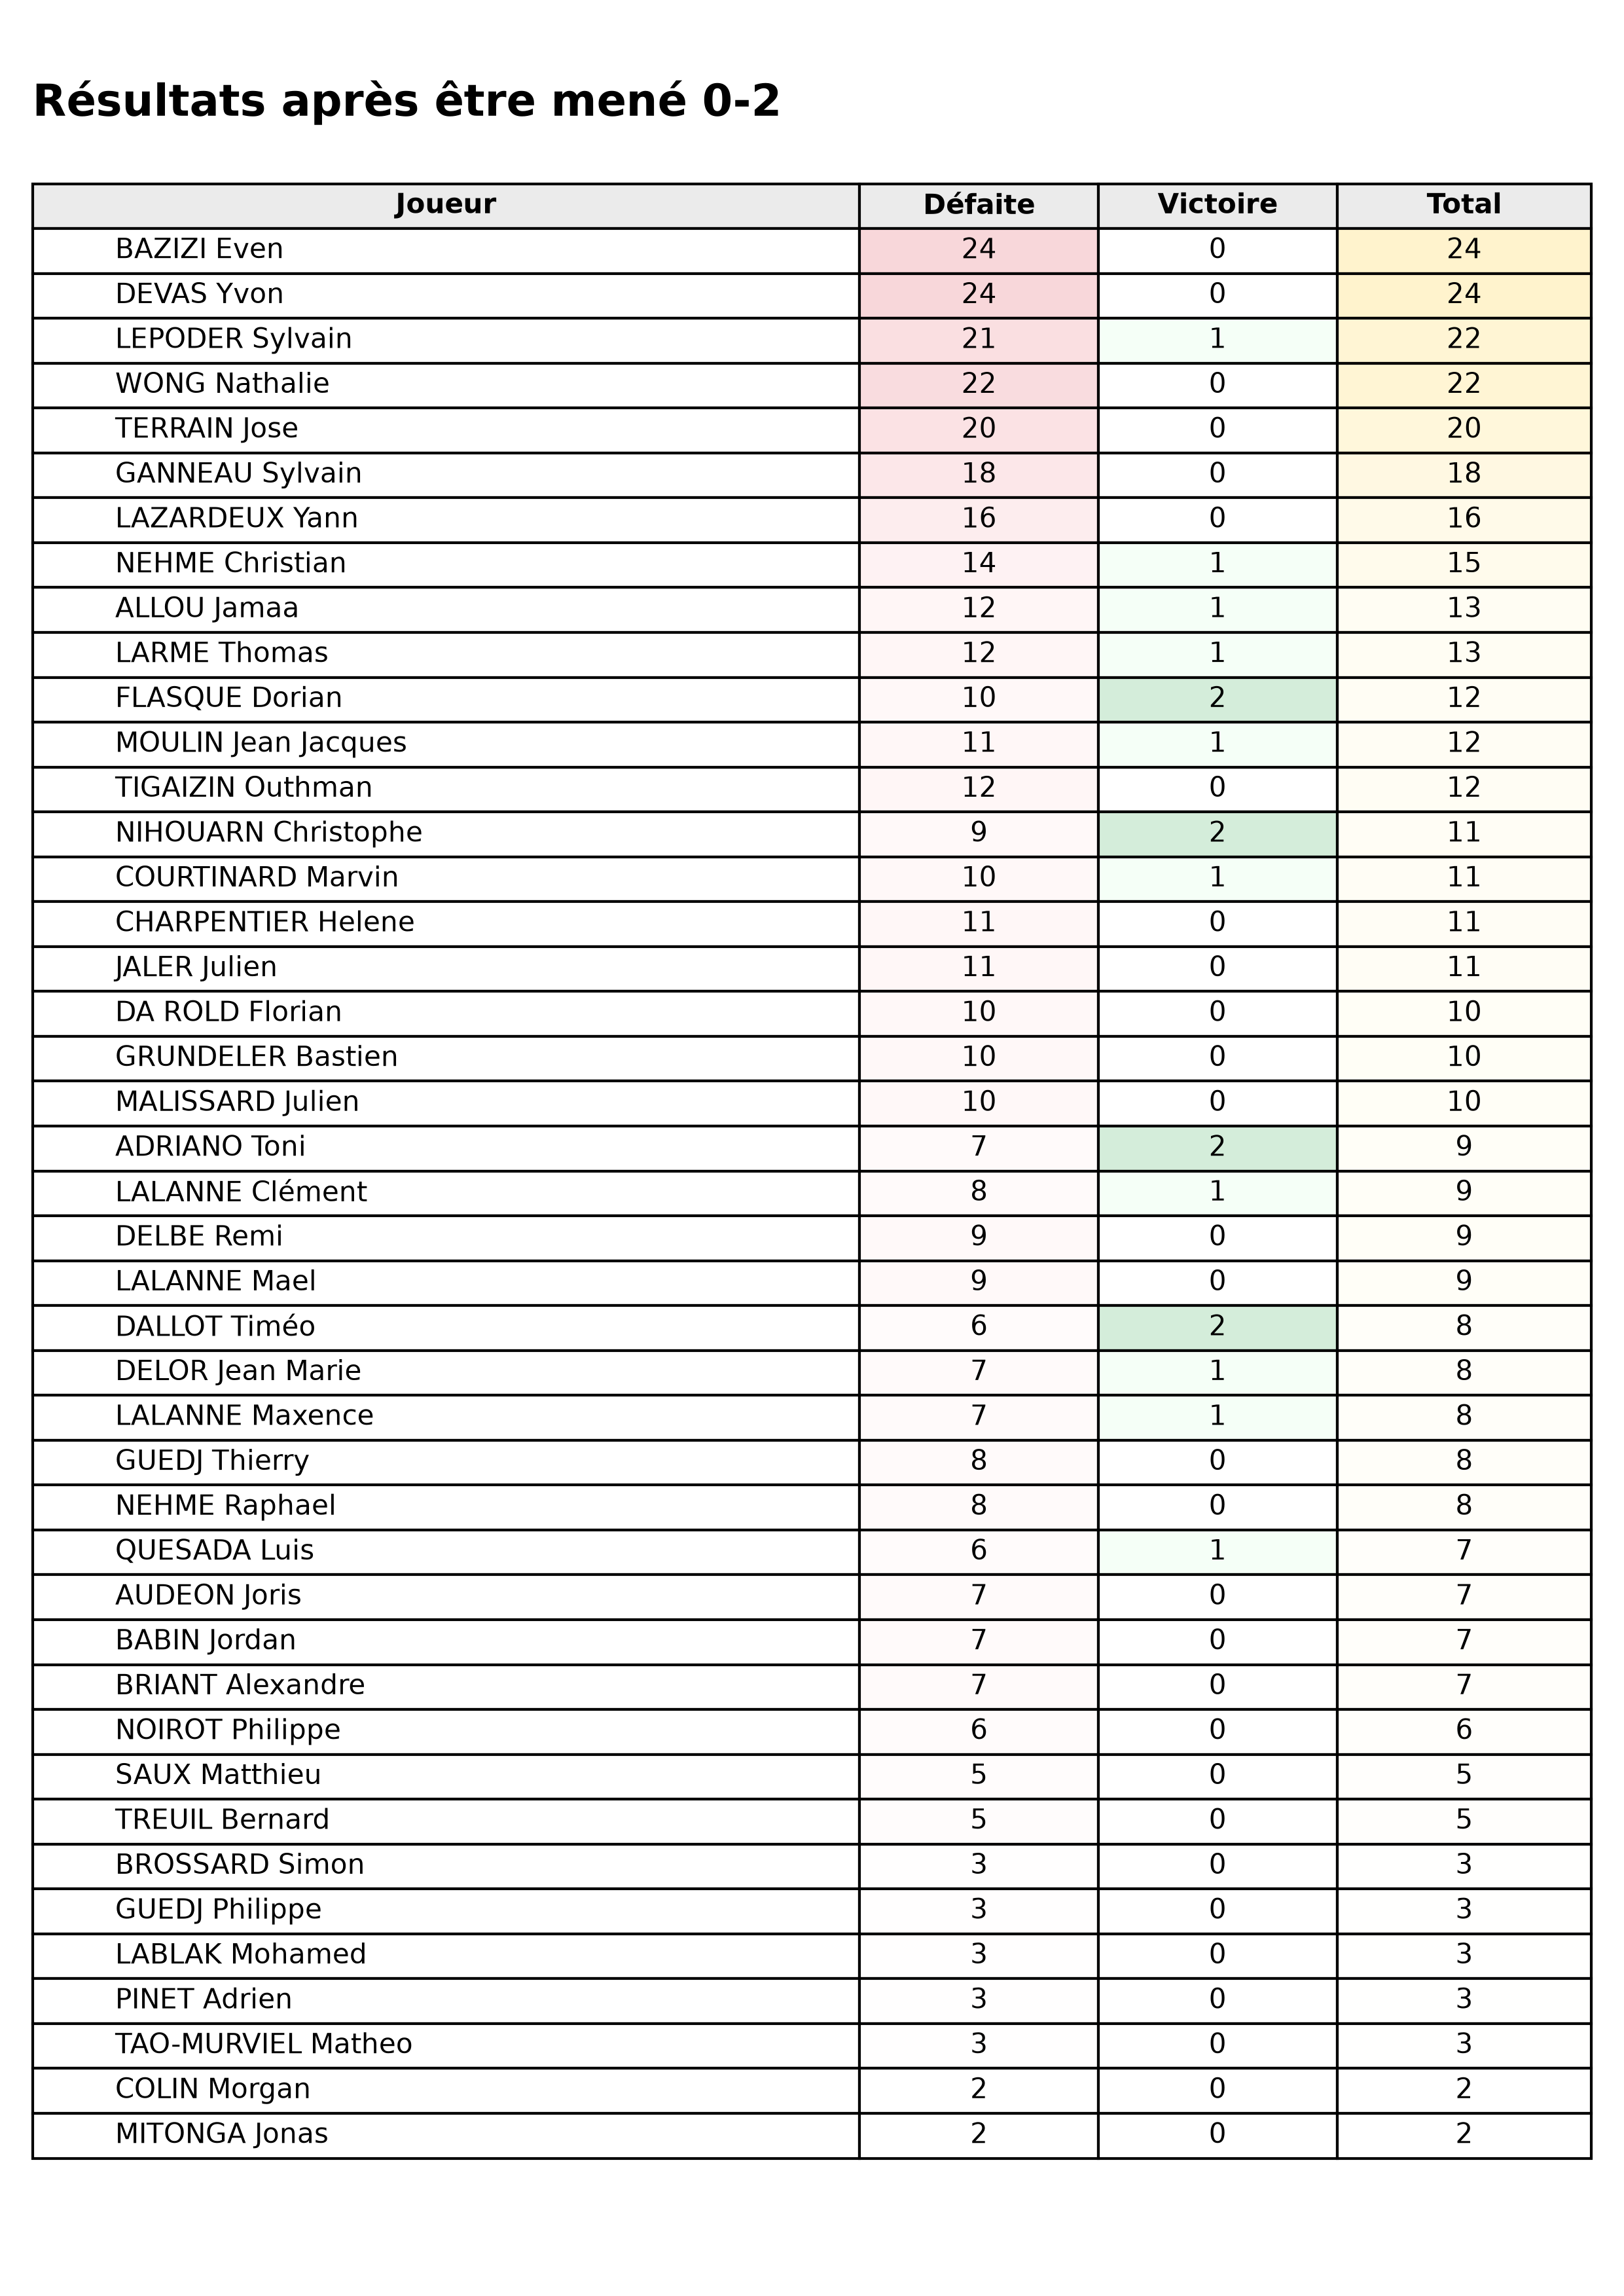 Résultats après être mené 0-2
Joueur Défaite Victoire Total
BAZIZI Even 24 0 24
DEVAS Yvon 24 0 24
LEPODER Sylvain 21 1 22
WONG Nathalie 22 0 22
TERRAIN Jose 20 0 20
GANNEAU Sylvain 18 0 18
LAZARDEUX Yann 16 0 16
NEHME Christian 14 1 15
ALLOU Jamaa 12 1 13
LARME Thomas 12 1 13
FLASQUE Dorian 10 2 12
MOULIN Jean Jacques 11 1 12
TIGAIZIN Outhman 12 0 12
NIHOUARN Christophe 9 2 11
COURTINARD Marvin 10 1 11
CHARPENTIER Helene 11 0 11
JALER Julien 11 0 11
DA ROLD Florian 10 0 10
GRUNDELER Bastien 10 0 10
MALISSARD Julien 10 0 10
ADRIANO Toni 7 2 9
LALANNE Clément 8 1 9
DELBE Remi 9 0 9
LALANNE Mael 9 0 9
DALLOT Timéo 6 2 8
DELOR Jean Marie 7 1 8
LALANNE Maxence 7 1 8
GUEDJ Thierry 8 0 8
NEHME Raphael 8 0 8
QUESADA Luis 6 1 7
AUDEON Joris 7 0 7
BABIN Jordan 7 0 7
BRIANT Alexandre 7 0 7
NOIROT Philippe 6 0 6
SAUX Matthieu 5 0 5
TREUIL Bernard 5 0 5
BROSSARD Simon 3 0 3
GUEDJ Philippe 3 0 3
LABLAK Mohamed 3 0 3
PINET Adrien 3 0 3
TAO-MURVIEL Matheo 3 0 3
COLIN Morgan 2 0 2
MITONGA Jonas 2 0 2